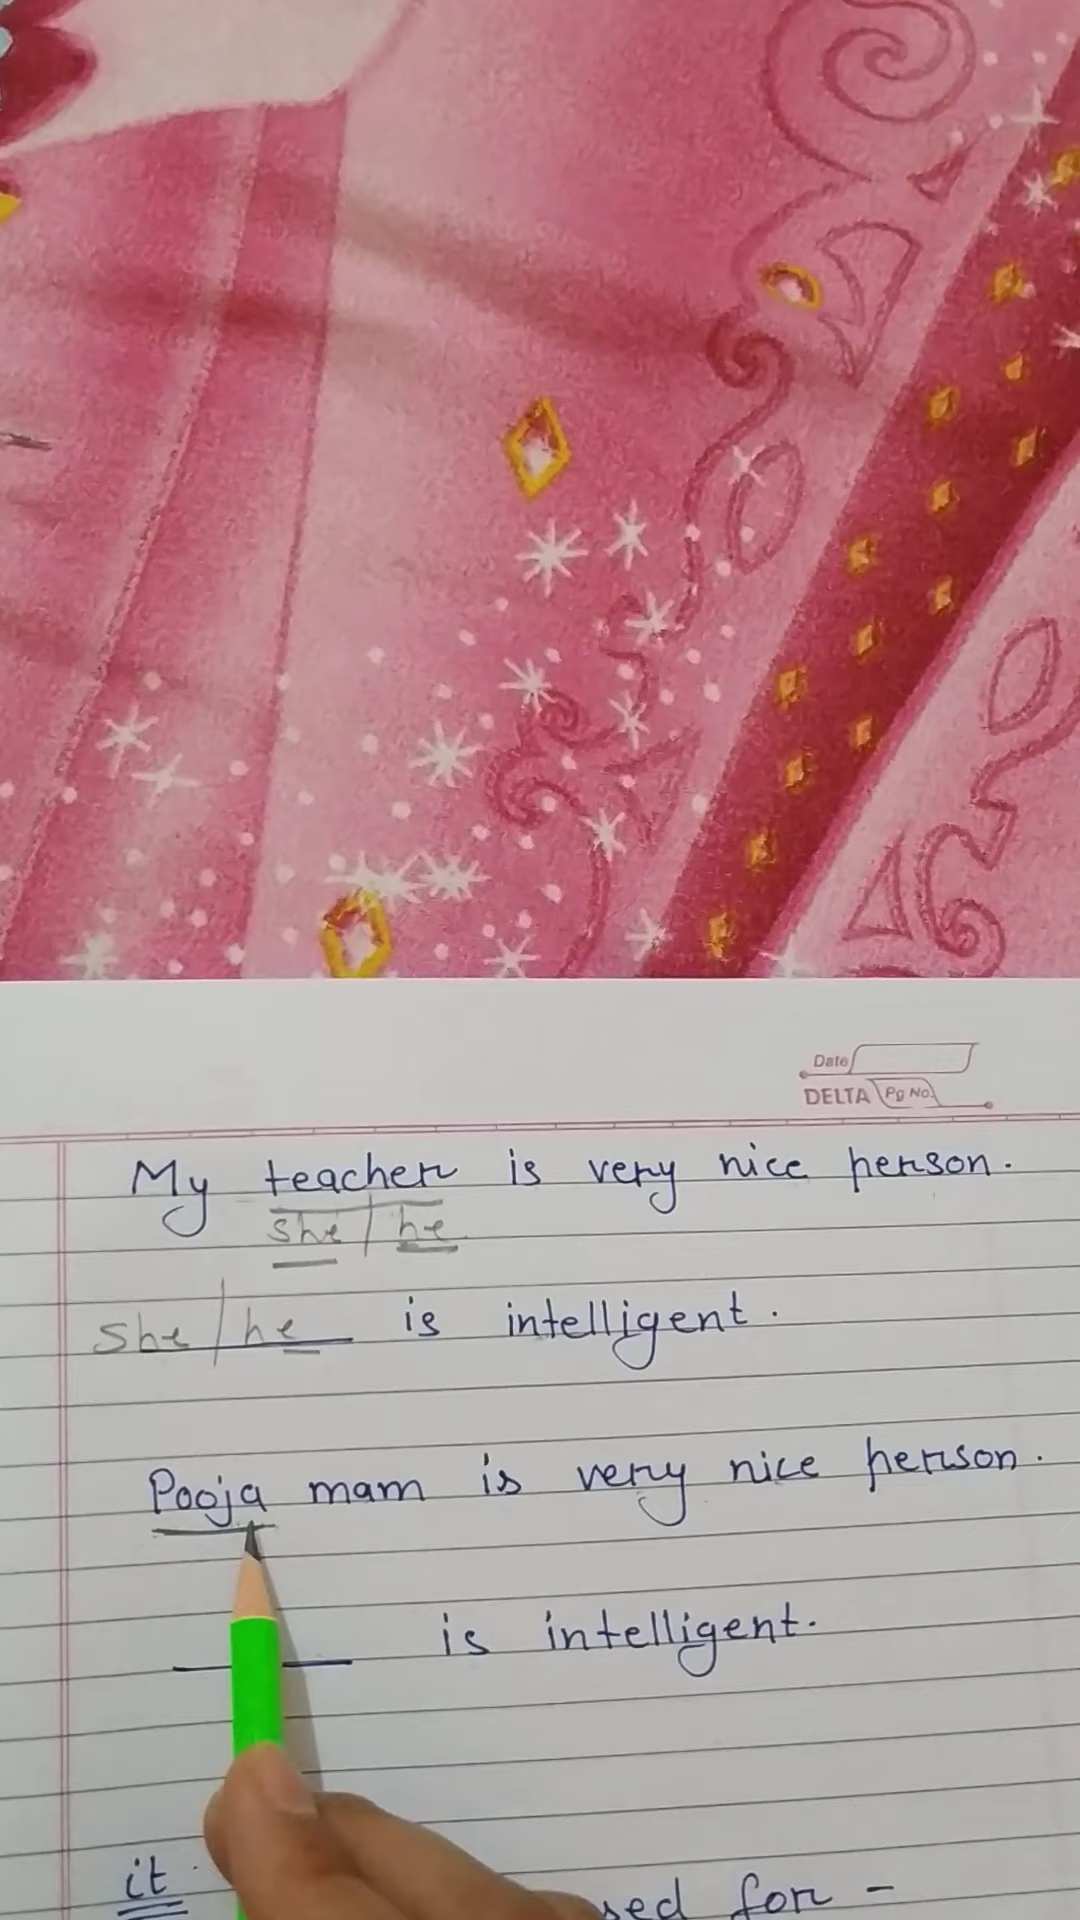 Date
DELTA Pg No.
My teacher is very nice person.
she / he
she / he is intelligent.
Pooja mam is very nice person.
is intelligent.
it
for -